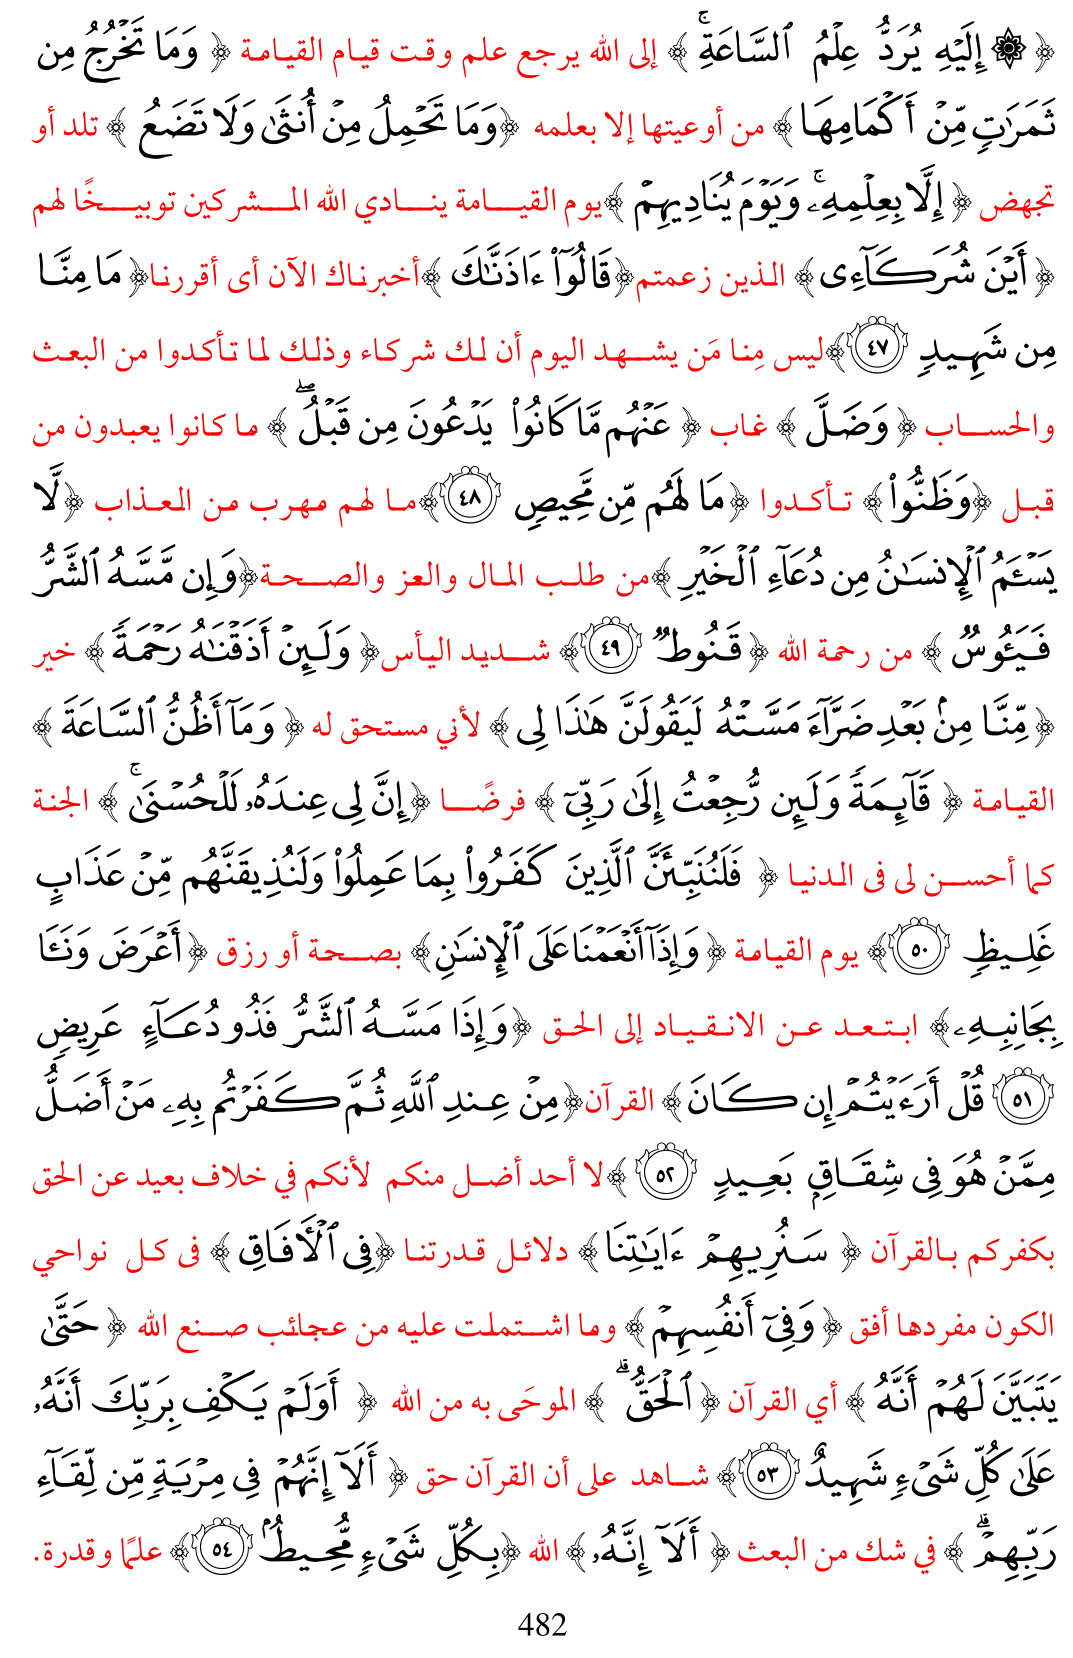 ﴿ ۞ إِلَيۡهِ يُرَدُّ عِلۡمُ ٱلسَّاعَةِۚ ﴾ إلى الله يرجع علم وقت قيام القيامة ﴿ وَمَا تَخۡرُجُ مِن
ثَمَرَٰتٖ مِّنۡ أَكۡمَامِهَا ﴾ من أوعيتها إلا بعلمه ﴿وَمَا تَحۡمِلُ مِنۡ أُنثَىٰ وَلَا تَضَعُ ﴾ تلد أو
تجهض ﴿ إِلَّا بِعِلۡمِهِۦۚ وَيَوۡمَ يُنَادِيهِمۡ ﴾يوم القيامة ينادي الله المشركين توبيخًا لهم
﴿ أَيۡنَ شُرَكَآءِي ﴾ الذين زعمتم﴿قَالُوٓاْ ءَاذَنَّٰكَ ﴾أخبرناك الآن أى أقررنا﴿ مَا مِنَّا
مِن شَهِيدٖ ٤٧ ﴾ليس مِنا مَن يشهد اليوم أن لك شركاء وذلك لما تأكدوا من البعث
والحساب ﴿ وَضَلَّ ﴾ غاب ﴿ عَنۡهُم مَّا كَانُواْ يَدۡعُونَ مِن قَبۡلُۖ ﴾ ما كانوا يعبدون من
قبل ﴿وَظَنُّواْ ﴾ تأكدوا ﴿ مَا لَهُم مِّن مَّحِيصٖ ٤٨ ﴾ما لهم مهرب من العذاب ﴿لَّا
يَسۡـَٔمُ ٱلۡإِنسَٰنُ مِن دُعَآءِ ٱلۡخَيۡرِ ﴾من طلب المال والعز والصحة﴿وَإِن مَّسَّهُ ٱلشَّرُّ
فَيَـُٔوسٞ ﴾ من رحمة الله ﴿ قَنُوطٞ ٤٩ ﴾ شديد اليأس﴿ وَلَئِنۡ أَذَقۡنَٰهُ رَحۡمَةٗ ﴾ خير
﴿ مِّنَّا مِنۢ بَعۡدِ ضَرَّآءَ مَسَّتۡهُ لَيَقُولَنَّ هَٰذَا لِي ﴾ لأني مستحق له ﴿ وَمَآ أَظُنُّ ٱلسَّاعَةَ ﴾
القيامة ﴿ قَآئِمَةٗ وَلَئِن رُّجِعۡتُ إِلَىٰ رَبِّيٓ ﴾ فرضًا ﴿إِنَّ لِي عِندَهُۥ لَلۡحُسۡنَىٰۚ ﴾ الجنة
كما أحسن لى فى الدنيا ﴿ فَلَنُنَبِّئَنَّ ٱلَّذِينَ كَفَرُواْ بِمَا عَمِلُواْ وَلَنُذِيقَنَّهُم مِّنۡ عَذَابٍ
غَلِيظٖ ٥٠ ﴾ يوم القيامة ﴿ وَإِذَآ أَنۡعَمۡنَا عَلَى ٱلۡإِنسَٰنِ ﴾ بصحة أو رزق ﴿ أَعۡرَضَ وَنَـَٔا
بِجَانِبِهِۦ ﴾ ابتعد عن الانقياد إلى الحق ﴿وَإِذَا مَسَّهُ ٱلشَّرُّ فَذُو دُعَآءٍ عَرِيضٖ
٥١ قُلۡ أَرَءَيۡتُمۡ إِن كَانَ ﴾ القرآن﴿مِنۡ عِندِ ٱللَّهِ ثُمَّ كَفَرۡتُم بِهِۦ مَنۡ أَضَلُّ
مِمَّنۡ هُوَ فِي شِقَاقِۭ بَعِيدٖ ٥٢ ﴾لا أحد أضل منكم لأنكم في خلاف بعيد عن الحق
بكفركم بالقرآن ﴿ سَنُرِيهِمۡ ءَايَٰتِنَا ﴾ دلائل قدرتنا ﴿فِي ٱلۡأٓفَاقِ ﴾ فى كل نواحي
الكون مفردها أفق ﴿ وَفِيٓ أَنفُسِهِمۡ ﴾ وما اشتملت عليه من عجائب صنع الله ﴿ حَتَّىٰ
يَتَبَيَّنَ لَهُمۡ أَنَّهُ ﴾ أي القرآن ﴿ ٱلۡحَقُّۗ ﴾ الموحَى به من الله ﴿ أَوَلَمۡ يَكۡفِ بِرَبِّكَ أَنَّهُۥ
عَلَىٰ كُلِّ شَيۡءٖ شَهِيدٌ ٥٣ ﴾ شاهد على أن القرآن حق ﴿ أَلَآ إِنَّهُمۡ فِي مِرۡيَةٖ مِّن لِّقَآءِ
رَبِّهِمۡۗ ﴾ في شك من البعث ﴿ أَلَآ إِنَّهُۥ ﴾ الله ﴿بِكُلِّ شَيۡءٖ مُّحِيطُۢ ٥٤ ﴾ علمًا وقدرة.
482